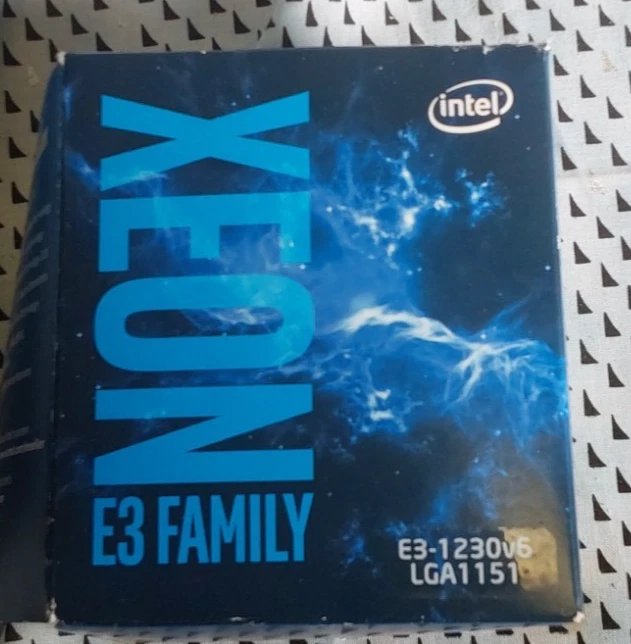 intel
XEON
E3 FAMILY
E3-1230v6
LGA1151